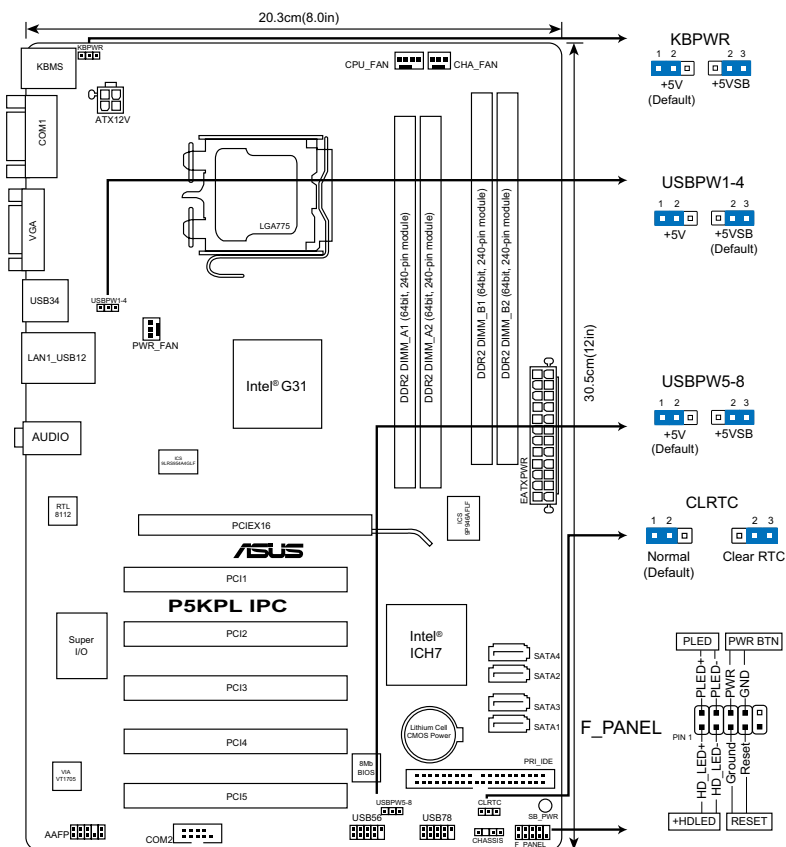 20.3cm(8.0in)
KBPWR
KBMS
CPU_FAN
CHA_FAN
KBPWR
1 2
2 3
+5V
(Default)
+5VSB
ATX12V
COM1
DDR2 DIMM_A1 (64bit, 240-pin module)
DDR2 DIMM_A2 (64bit, 240-pin module)
DDR2 DIMM_B1 (64bit, 240-pin module)
DDR2 DIMM_B2 (64bit, 240-pin module)
30.5cm(12in)
USBPW1-4
1 2
2 3
+5V
+5VSB
(Default)
LGA775
VGA
USB34
USBPW1-4
PWR_FAN
LAN1_USB12
Intel® G31
EATXPWR
USBPW5-8
1 2
2 3
+5V
(Default)
+5VSB
AUDIO
ICS
RTL
8112
ICS
9P946AFLF
PCIEX16
CLRTC
1 2
2 3
Normal
(Default)
Clear RTC
ASUS
PCI1
P5KPL IPC
Super
I/O
PCI2
Intel®
ICH7
SATA4
SATA2
SATA3
SATA1
PCI3
PCI4
Lithium Cell
CMOS Power
PLED
PWR BTN
PLED+
PLED-
PWR
GND
F_PANEL
PIN 1
HD_LED+
HD_LED-
Ground
Reset
+HDLED
RESET
VIA
VT1705
8Mb
BIOS
PRI_IDE
PCI5
USBPW5-8
CLRTC
SB_PWR
AAFP
COM2
USB56
USB78
CHASSIS
F_PANEL